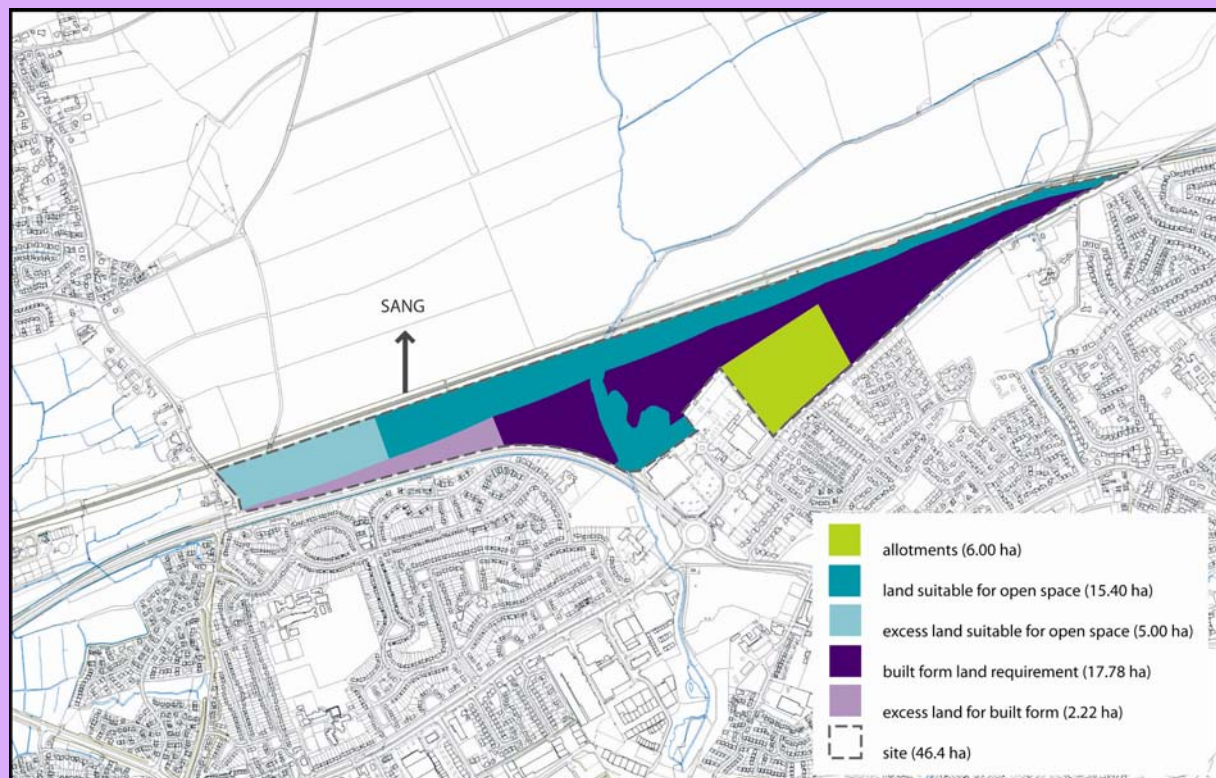 SANG
allotments (6.00 ha)
land suitable for open space (15.40 ha)
excess land suitable for open space (5.00 ha)
built form land requirement (17.78 ha)
excess land for built form (2.22 ha)
site (46.4 ha)